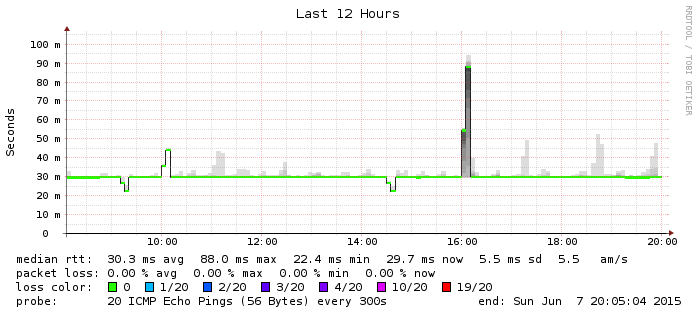 Last 12 Hours
RRDTOOL / TOBI OETIKER
Seconds
100 m
90 m
80 m
70 m
60 m
50 m
40 m
30 m
20 m
10 m
0
10:00 12:00 14:00 16:00 18:00 20:00
median rtt: 30.3 ms avg 88.0 ms max 22.4 ms min 29.7 ms now 5.5 ms sd 5.5 am/s
packet loss: 0.00 % avg 0.00 % max 0.00 % min 0.00 % now
loss color: 0 1/20 2/20 3/20 4/20 10/20 19/20
probe: 20 ICMP Echo Pings (56 Bytes) every 300s end: Sun Jun 7 20:05:04 2015